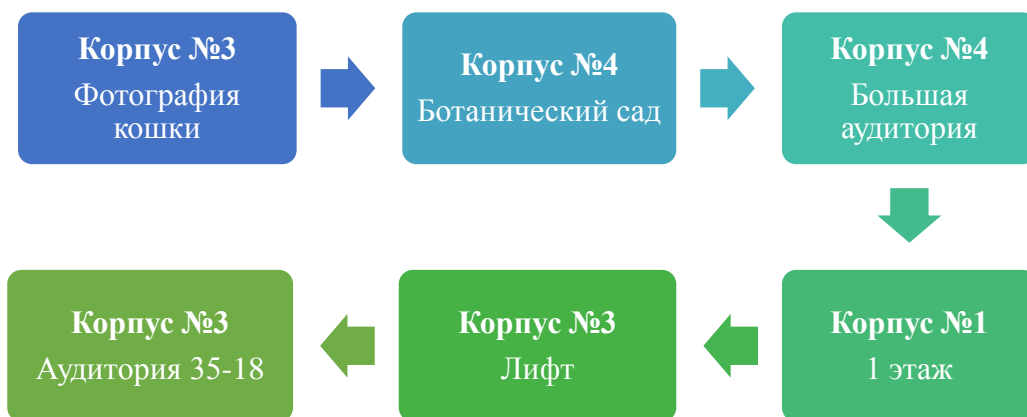 Корпус №3
Фотография
кошки
Корпус №4
Ботанический сад
Корпус №4
Большая
аудитория
Корпус №1
1 этаж
Корпус №3
Лифт
Корпус №3
Аудитория 35-18